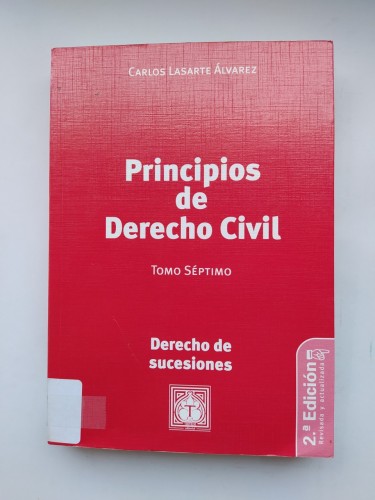 CARLOS LASARTE ÁLVAREZ
Principios
de
Derecho Civil
TOMO SÉPTIMO
Derecho de
sucesiones
T
2.ª Edición
Revisada y actualizada